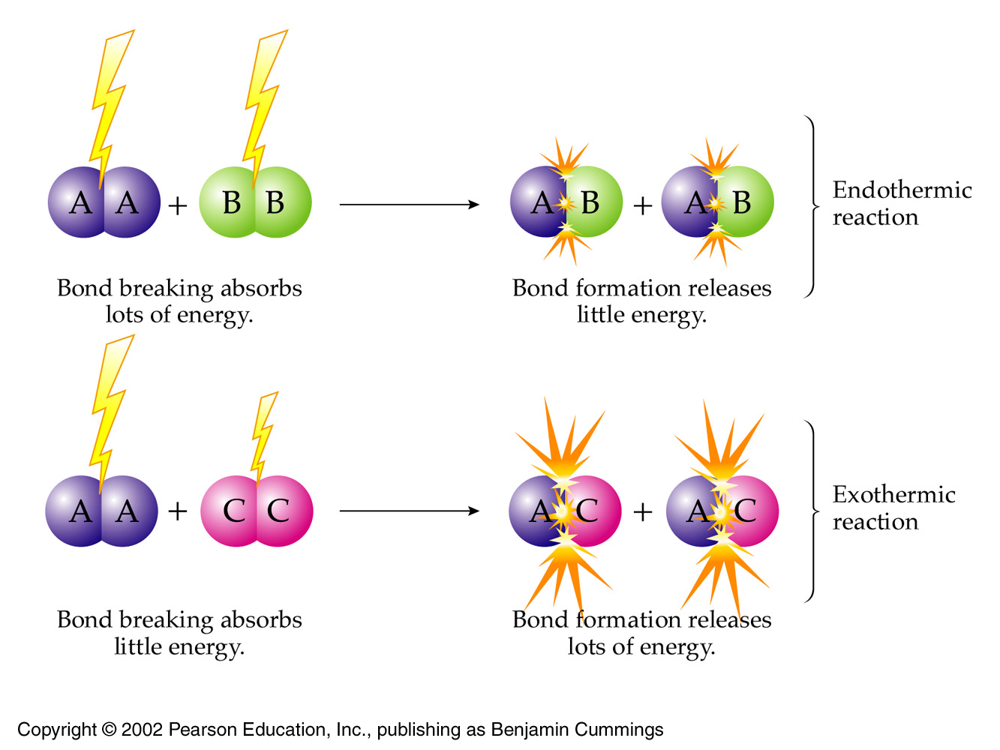 A A + B B
A B + A B
Endothermic
reaction
Bond breaking absorbs
lots of energy.
Bond formation releases
little energy.
A A + C C
A C + A C
Exothermic
reaction
Bond breaking absorbs
little energy.
Bond formation releases
lots of energy.
Copyright © 2002 Pearson Education, Inc., publishing as Benjamin Cummings